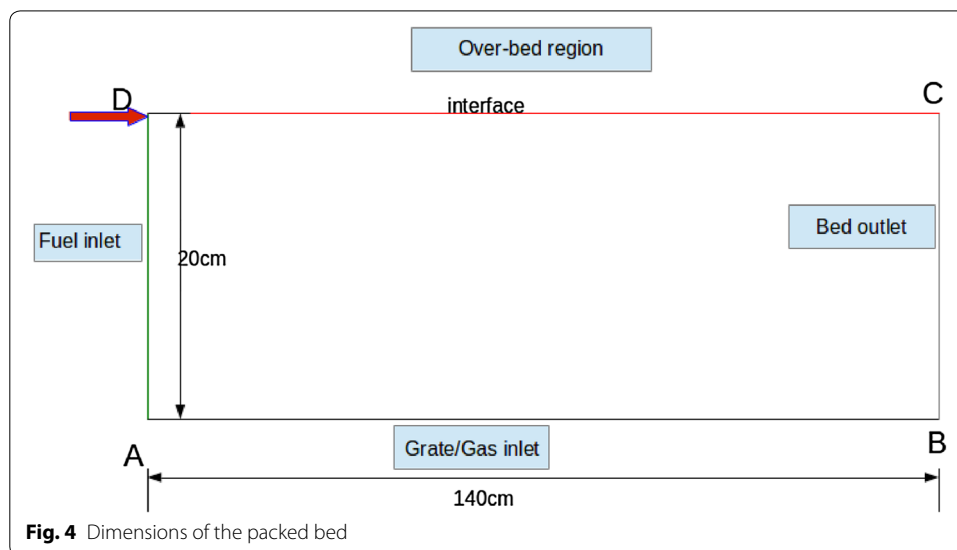 Over-bed region
D
interface
C
Fuel inlet
20cm
Bed outlet
A
Grate/Gas inlet
B
140cm
Fig. 4 Dimensions of the packed bed